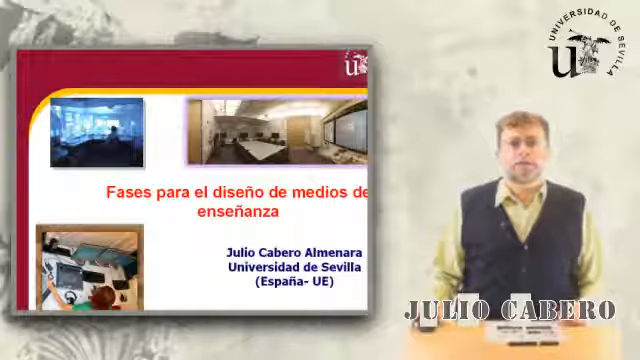 UNIVERSIDAD DE SEVILLA
Fases para el diseño de medios de
enseñanza
Julio Cabero Almenara
Universidad de Sevilla
(España- UE)
JULIO CABERO